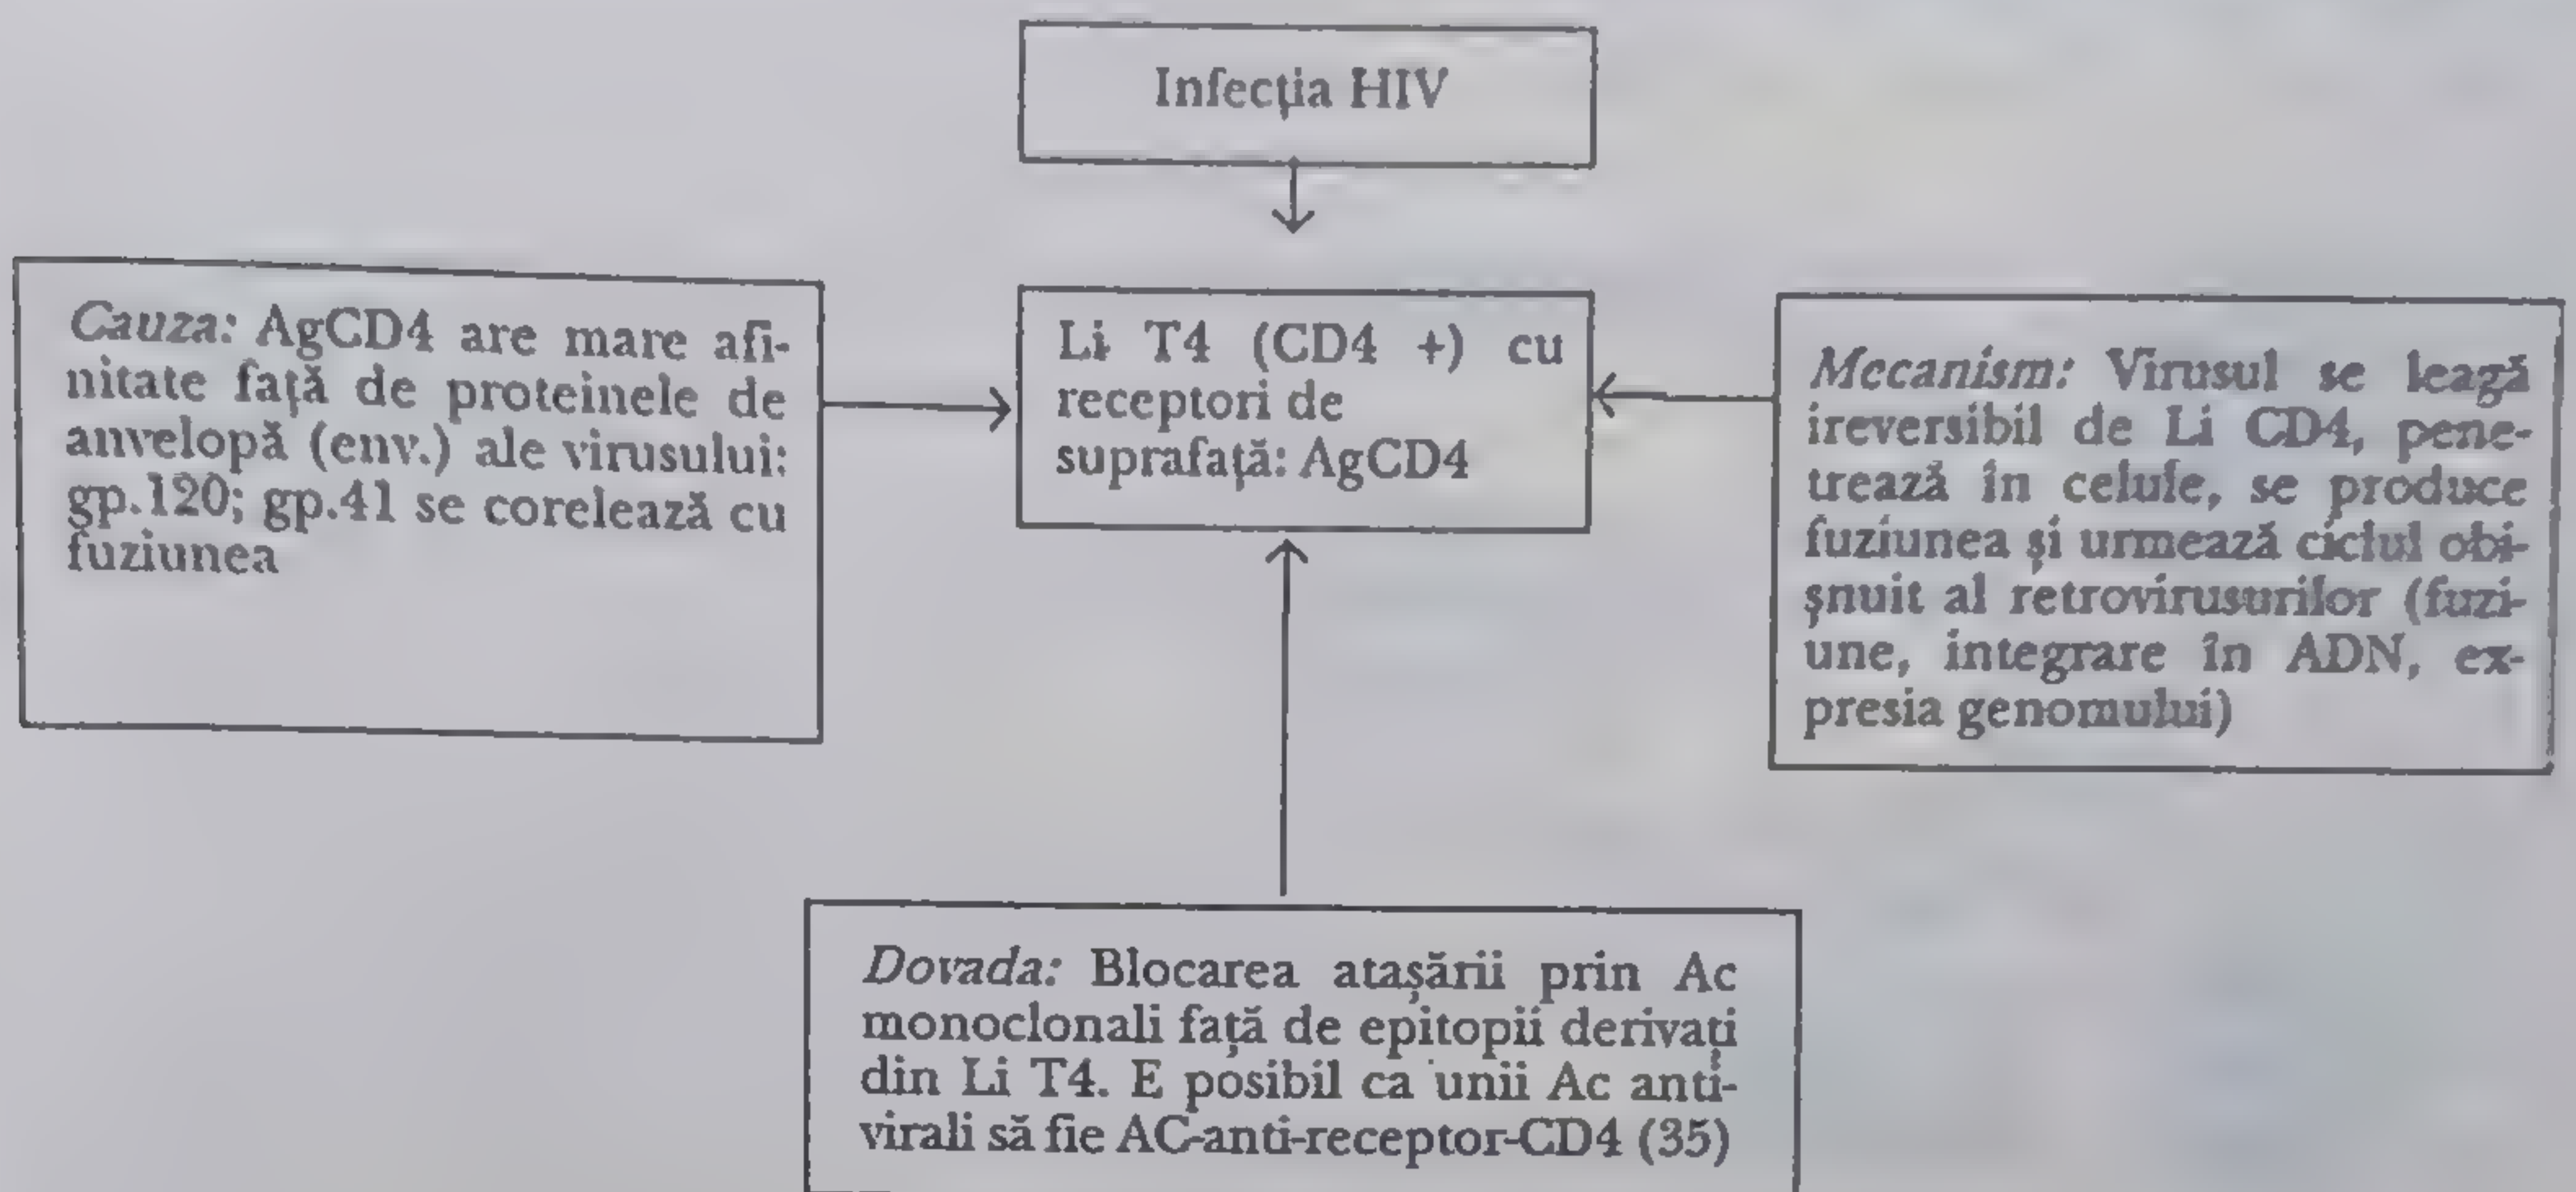 Infecția HIV
Cauza: AgCD4 are mare afi-
nitate față de proteinele de
anvelopă (env.) ale virusului:
gp.120; gp.41 se corelează cu
fuziunea
Li T4 (CD4 +) cu
receptori de
suprafață: AgCD4
Mecanism: Virusul se leagă
ireversibil de Li CD4, pene-
trează în celule, se produce
fuziunea și urmează ciclul obi-
șnuit al retrovirusurilor (fuzi-
une, integrare în ADN, ex-
presia genomului)
Dovada: Blocarea atașării prin Ac
monoclonali față de epitopii derivați
din Li T4. E posibil ca unii Ac anti-
virali să fie AC-anti-receptor-CD4 (35)